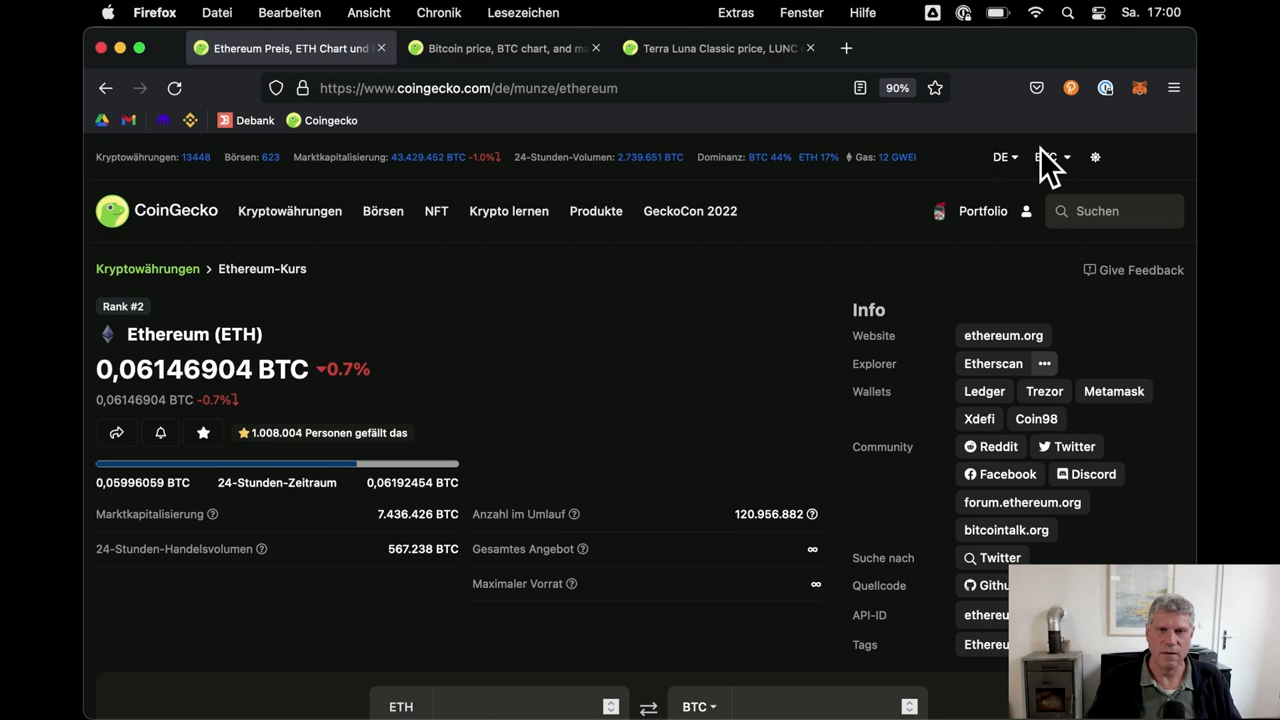 Firefox Datei Bearbeiten Ansicht Chronik Lesezeichen Extras Fenster Hilfe Sa. 17:00
Ethereum Preis, ETH Chart und Bitcoin price, BTC chart, and ma Terra Luna Classic price, LUNC
https://www.coingecko.com/de/munze/ethereum 90%
Debank Coingecko
Kryptowährungen: 13448 Börsen: 623 Marktkapitalisierung: 43.429.452 BTC -1.0% 24-Stunden-Volumen: 2.739.651 BTC Dominanz: BTC 44% ETH 17% Gas: 12 GWEI DE
CoinGecko Kryptowährungen Börsen NFT Krypto lernen Produkte GeckoCon 2022 Portfolio Suchen
Kryptowährungen > Ethereum-Kurs Give Feedback
Rank #2
Ethereum (ETH)
0,06146904 BTC 0.7%
0,06146904 BTC -0.7%
1.008.004 Personen gefällt das
0,05996059 BTC 24-Stunden-Zeitraum 0,06192454 BTC
Marktkapitalisierung 7.436.426 BTC
24-Stunden-Handelsvolumen 567.238 BTC
Anzahl im Umlauf 120.956.882
Gesamtes Angebot ∞
Maximaler Vorrat ∞
Info
Website ethereum.org
Explorer Etherscan •••
Wallets Ledger Trezor Metamask
Xdefi Coin98
Community Reddit Twitter
Facebook Discord
forum.ethereum.org
bitcointalk.org
Suche nach Twitter
Quellcode Githu
API-ID ethereu
Tags Ethereu
ETH BTC